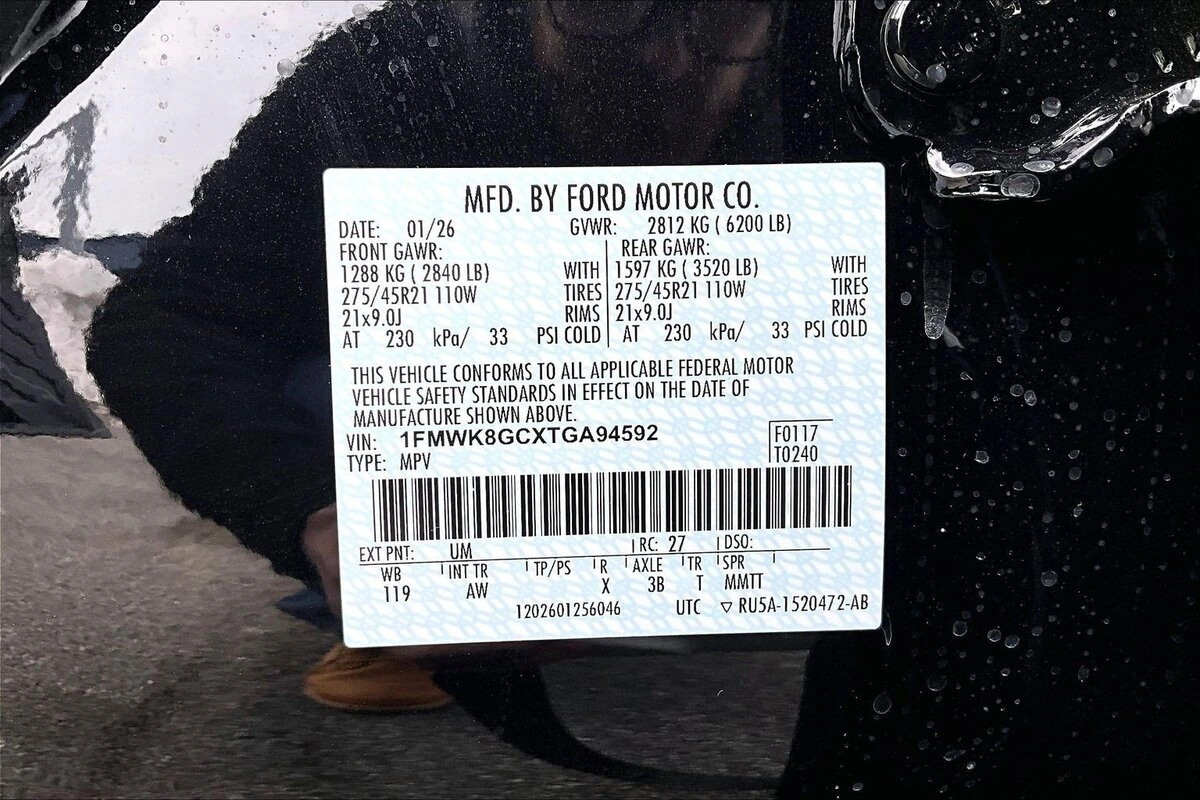 MFD. BY FORD MOTOR CO.
DATE: 01/26 GVWR: 2812 KG ( 6200 LB)
FRONT GAWR: REAR GAWR:
1288 KG ( 2840 LB) WITH 1597 KG ( 3520 LB) WITH
275/45R21 110W TIRES 275/45R21 110W TIRES
21x9.0J RIMS 21x9.0J RIMS
AT 230 kPa/ 33 PSI COLD AT 230 kPa/ 33 PSI COLD
THIS VEHICLE CONFORMS TO ALL APPLICABLE FEDERAL MOTOR
VEHICLE SAFETY STANDARDS IN EFFECT ON THE DATE OF
MANUFACTURE SHOWN ABOVE.
VIN: 1FMWK8GCXTGA94592 F0117
TYPE: MPV T0240
EXT PNT: UM RC: 27 DSO:
WB INT TR TP/PS R AXLE TR SPR
119 AW X 3B T MMTT
1202601256046 UTC ▽ RU5A-1520472-AB